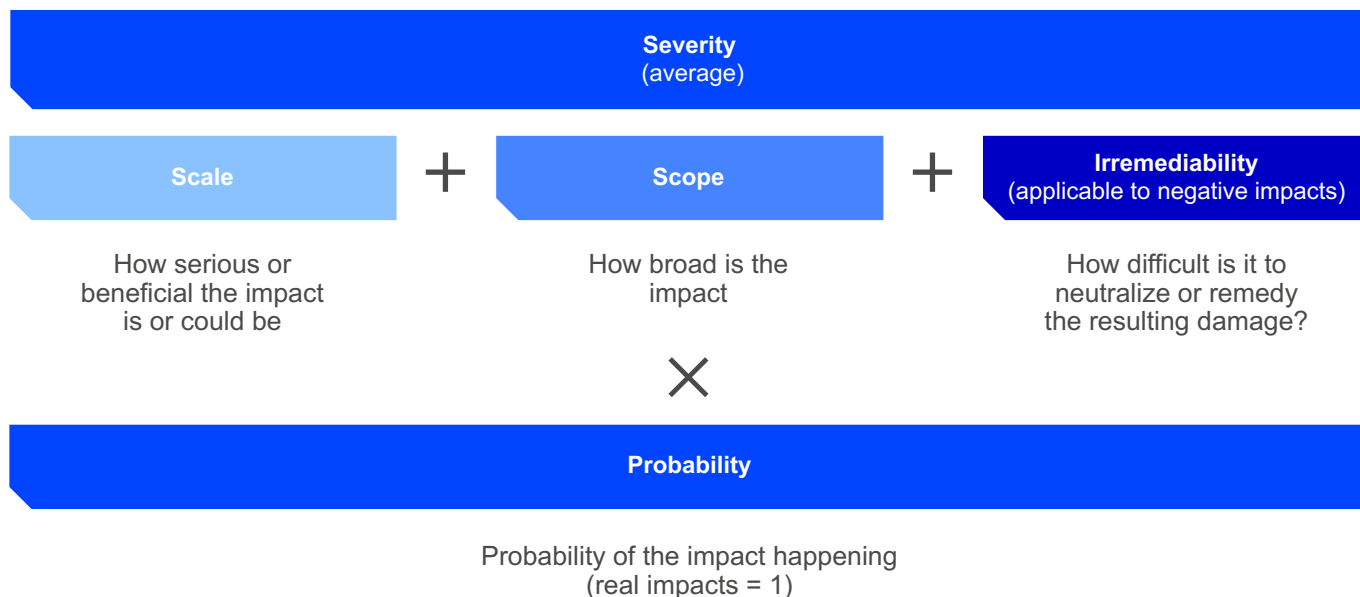 Severity
(average)
Scale
+
Scope
+
Irremediability
(applicable to negative impacts)
How serious or
beneficial the impact
is or could be
How broad is the
impact
How difficult is it to
neutralize or remedy
the resulting damage?
×
Probability
Probability of the impact happening
(real impacts = 1)